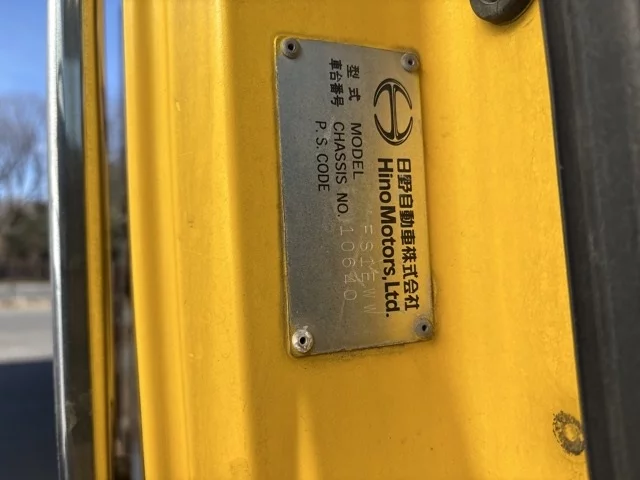 日野自動車株式会社
Hino Motors, Ltd.
型式 MODEL
車台番号 CHASSIS NO. 10640
P. S. CODE